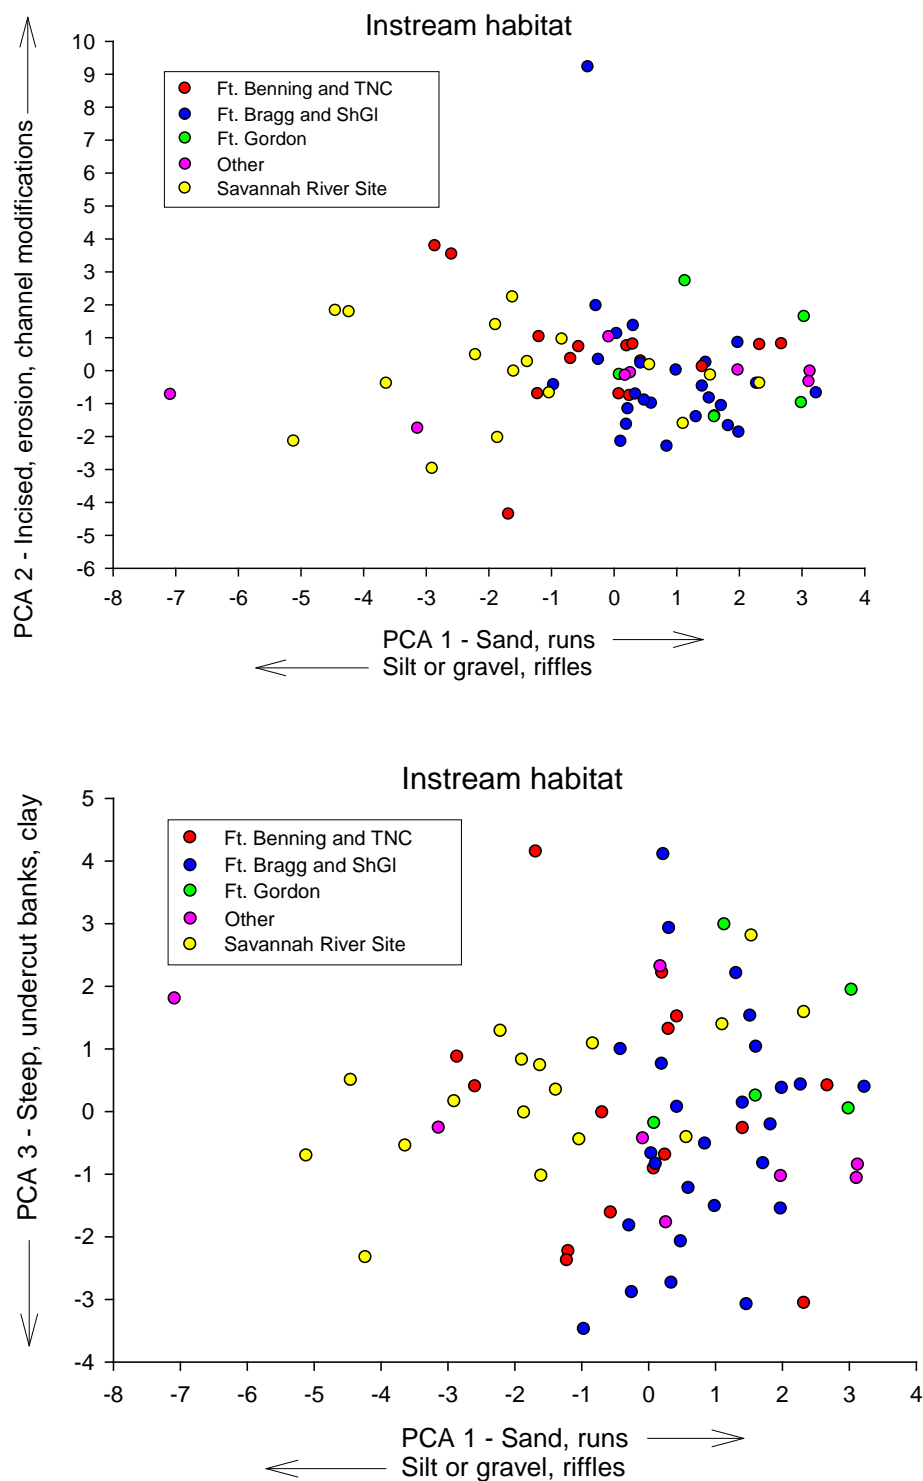 Instream habitat
PCA 2 - Incised, erosion, channel modifications
10
9
8
7
6
5
4
3
2
1
0
-1
-2
-3
-4
-5
-6
Ft. Benning and TNC
Ft. Bragg and ShGl
Ft. Gordon
Other
Savannah River Site
-8 -7 -6 -5 -4 -3 -2 -1 0 1 2 3 4
PCA 1 - Sand, runs
Silt or gravel, riffles
Instream habitat
PCA 3 - Steep, undercut banks, clay
5
4
3
2
1
0
-1
-2
-3
-4
Ft. Benning and TNC
Ft. Bragg and ShGl
Ft. Gordon
Other
Savannah River Site
-8 -7 -6 -5 -4 -3 -2 -1 0 1 2 3 4
PCA 1 - Sand, runs
Silt or gravel, riffles